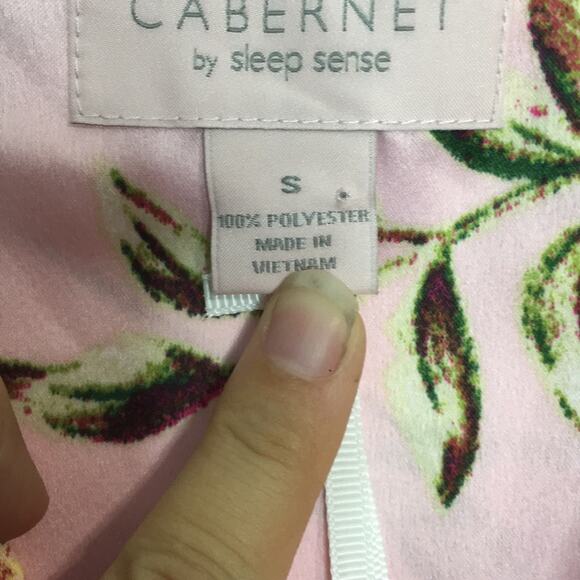 CABERNET
by sleep sense
S
100% POLYESTER
MADE IN
VIETNAM